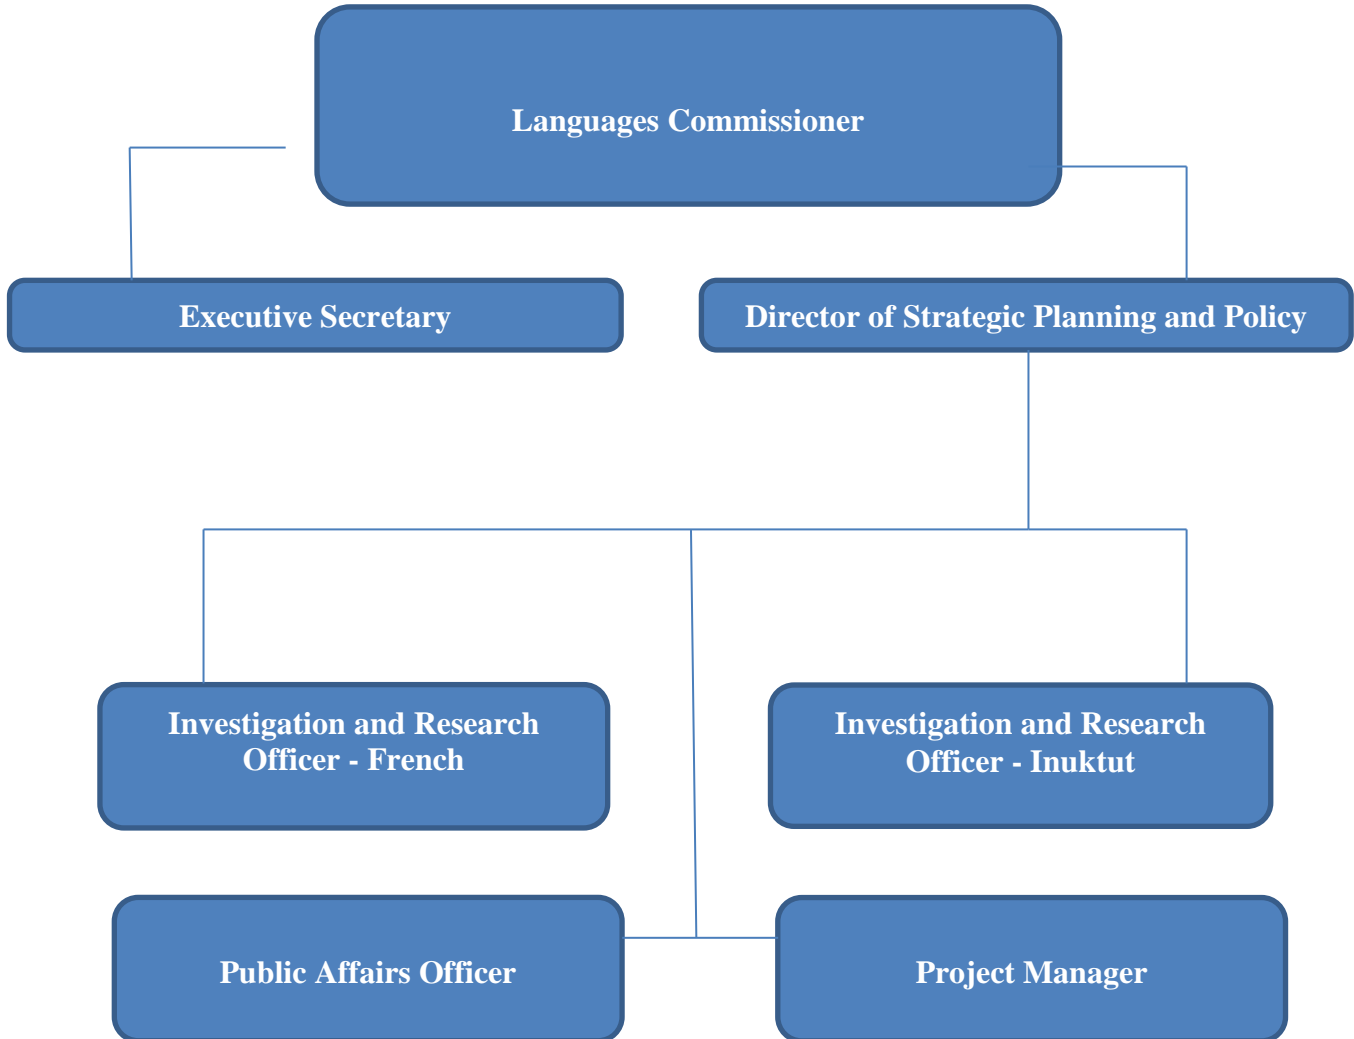 Languages Commissioner
Executive Secretary
Director of Strategic Planning and Policy
Investigation and Research
Officer - French
Investigation and Research
Officer - Inuktut
Public Affairs Officer
Project Manager